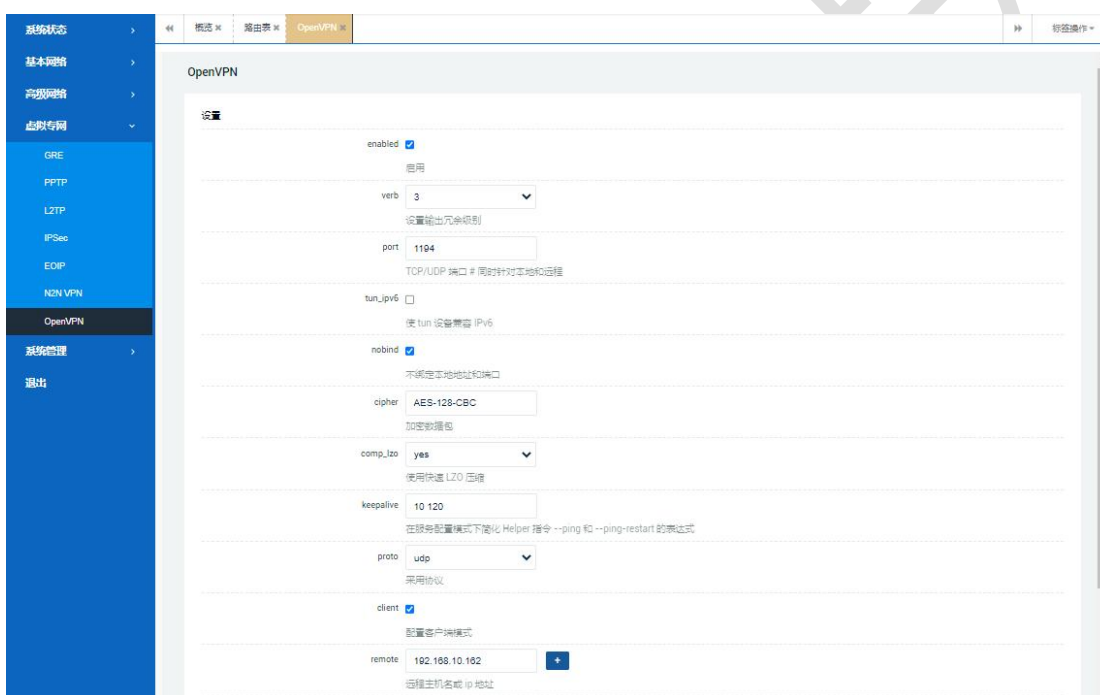 系统状态
基本网络
高级网络
虚拟专网
GRE
PPTP
L2TP
IPSec
EOIP
N2N VPN
OpenVPN
系统管理
退出
概览 路由表 OpenVPN 标签操作
OpenVPN
设置
enabled
启用
verb 3
设置输出冗余级别
port 1194
TCP/UDP 端口 # 同时针对本地和远程
tun_ipv6
使 tun 设备兼容 IPv6
nobind
不绑定本地地址和端口
cipher AES-128-CBC
加密数据包
comp_lzo yes
使用快速 LZO 压缩
keepalive 10 120
在服务配置模式下简化 Helper 指令 --ping 和 --ping-restart 的表达式
proto udp
采用协议
client
配置客户端模式
remote 192.168.10.162 +
远程主机名或 ip 地址